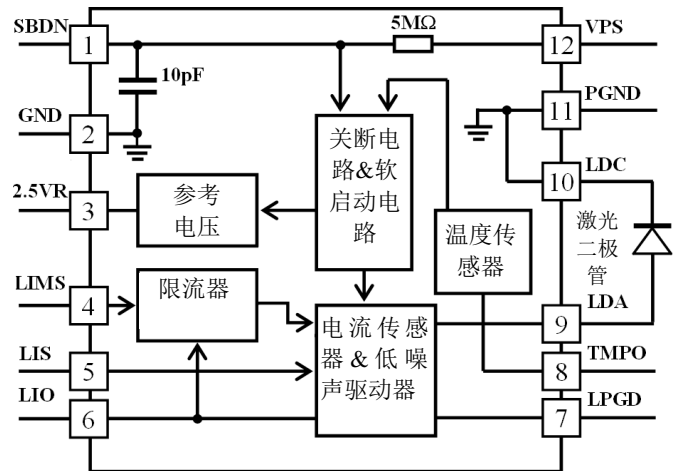 SBDN
1
5MΩ
12
VPS
10pF
GND
2
11
PGND
关断电
路&软
启动电
路
10
LDC
2.5VR
3
参考
电压
温度传
感器
激光
二极
管
LIMS
4
限流器
9
LDA
电流传感
器&低噪
声驱动器
LIS
5
8
TMPO
LIO
6
7
LPGD